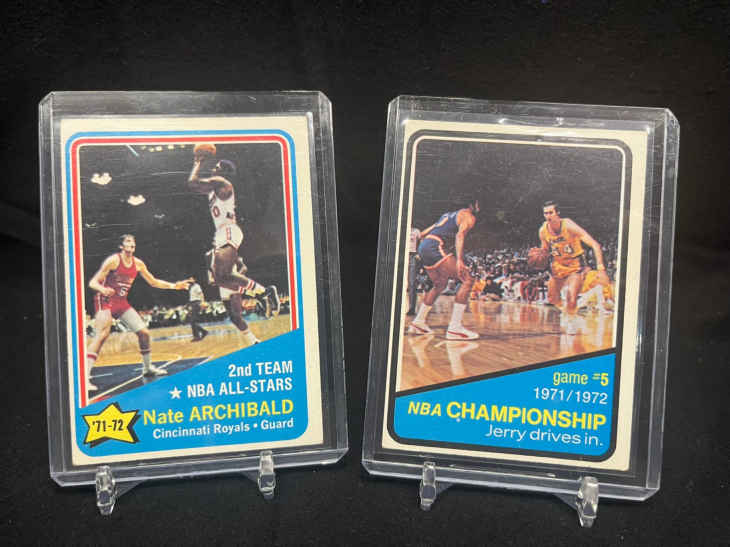 2nd TEAM
★ NBA ALL-STARS
'71-72
Nate ARCHIBALD
Cincinnati Royals • Guard
game #5
1971/1972
NBA CHAMPIONSHIP
Jerry drives in.